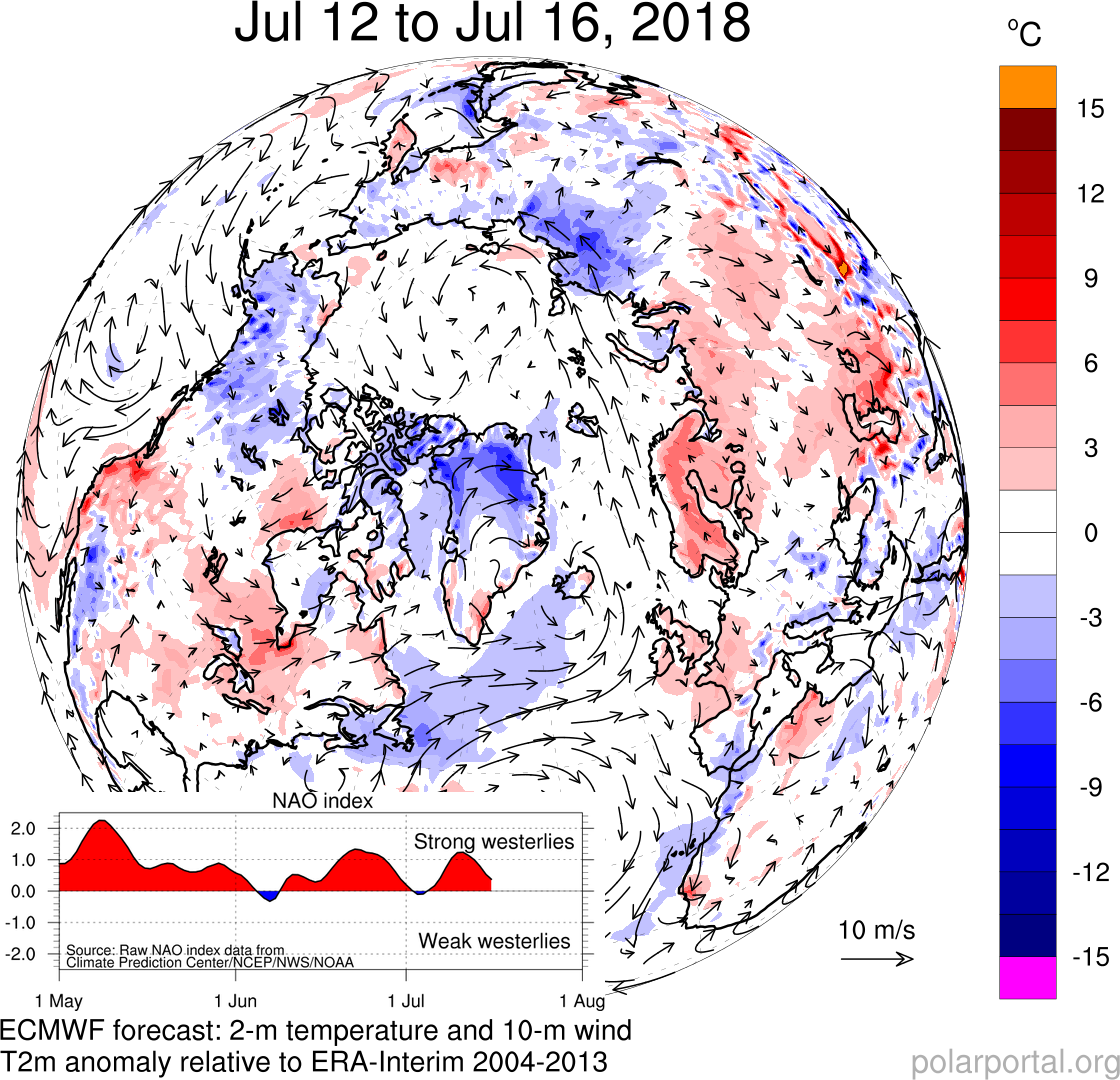 Jul 12 to Jul 16, 2018
°C
15
12
9
6
3
0
-3
-6
-9
-12
-15
NAO index
2.0
1.0
0.0
-1.0
-2.0
Strong westerlies
Weak westerlies
Source: Raw NAO index data from
Climate Prediction Center/NCEP/NWS/NOAA
1 May
1 Jun
1 Jul
1 Aug
10 m/s
ECMWF forecast: 2-m temperature and 10-m wind
T2m anomaly relative to ERA-Interim 2004-2013
polarportal.org